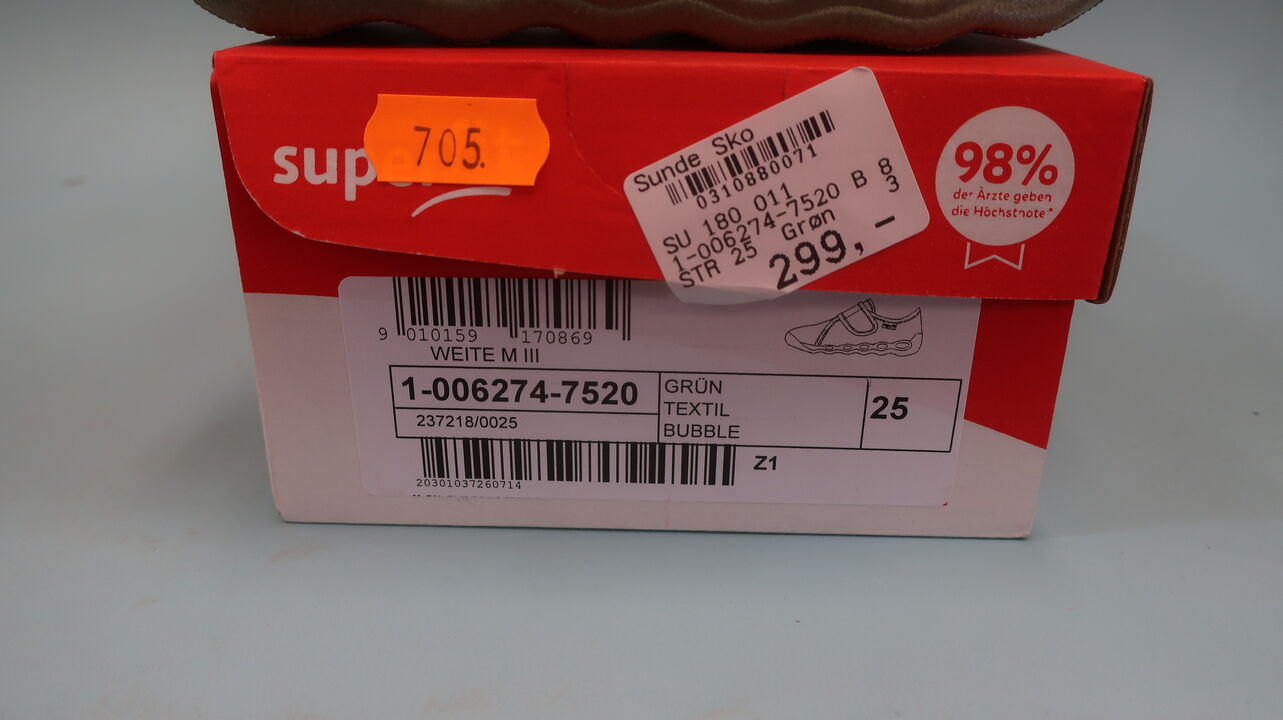 705.
Sunde Sko
0310880071
SU 180 011 B 8
1-006274-7520 3
STR 25 Grøn
299,-
98%
der Ärzte geben
die Höchstnote*
9 010159 170869
WEITE M III
1-006274-7520
237218/0025
GRÜN
TEXTIL
BUBBLE
25
20301037260714
Z1